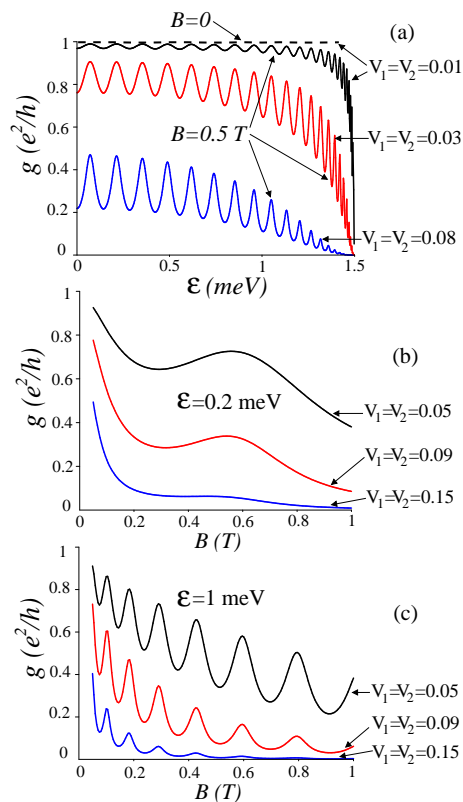 B=0
(a)
1
0.8
0.6
0.4
0.2
0
g (e²/h)
V₁=V₂=0.01
B=0.5 T
V₁=V₂=0.03
V₁=V₂=0.08
0 0.5 1 1.5
ε (meV)
(b)
1
0.8
0.6
0.4
0.2
0
g (e²/h)
ε=0.2 meV
V₁=V₂=0.05
V₁=V₂=0.09
V₁=V₂=0.15
0 0.2 0.4 0.6 0.8 1
B (T)
(c)
1
0.8
0.6
0.4
0.2
0
g (e²/h)
ε=1 meV
V₁=V₂=0.05
V₁=V₂=0.09
V₁=V₂=0.15
0 0.2 0.4 0.6 0.8 1
B (T)